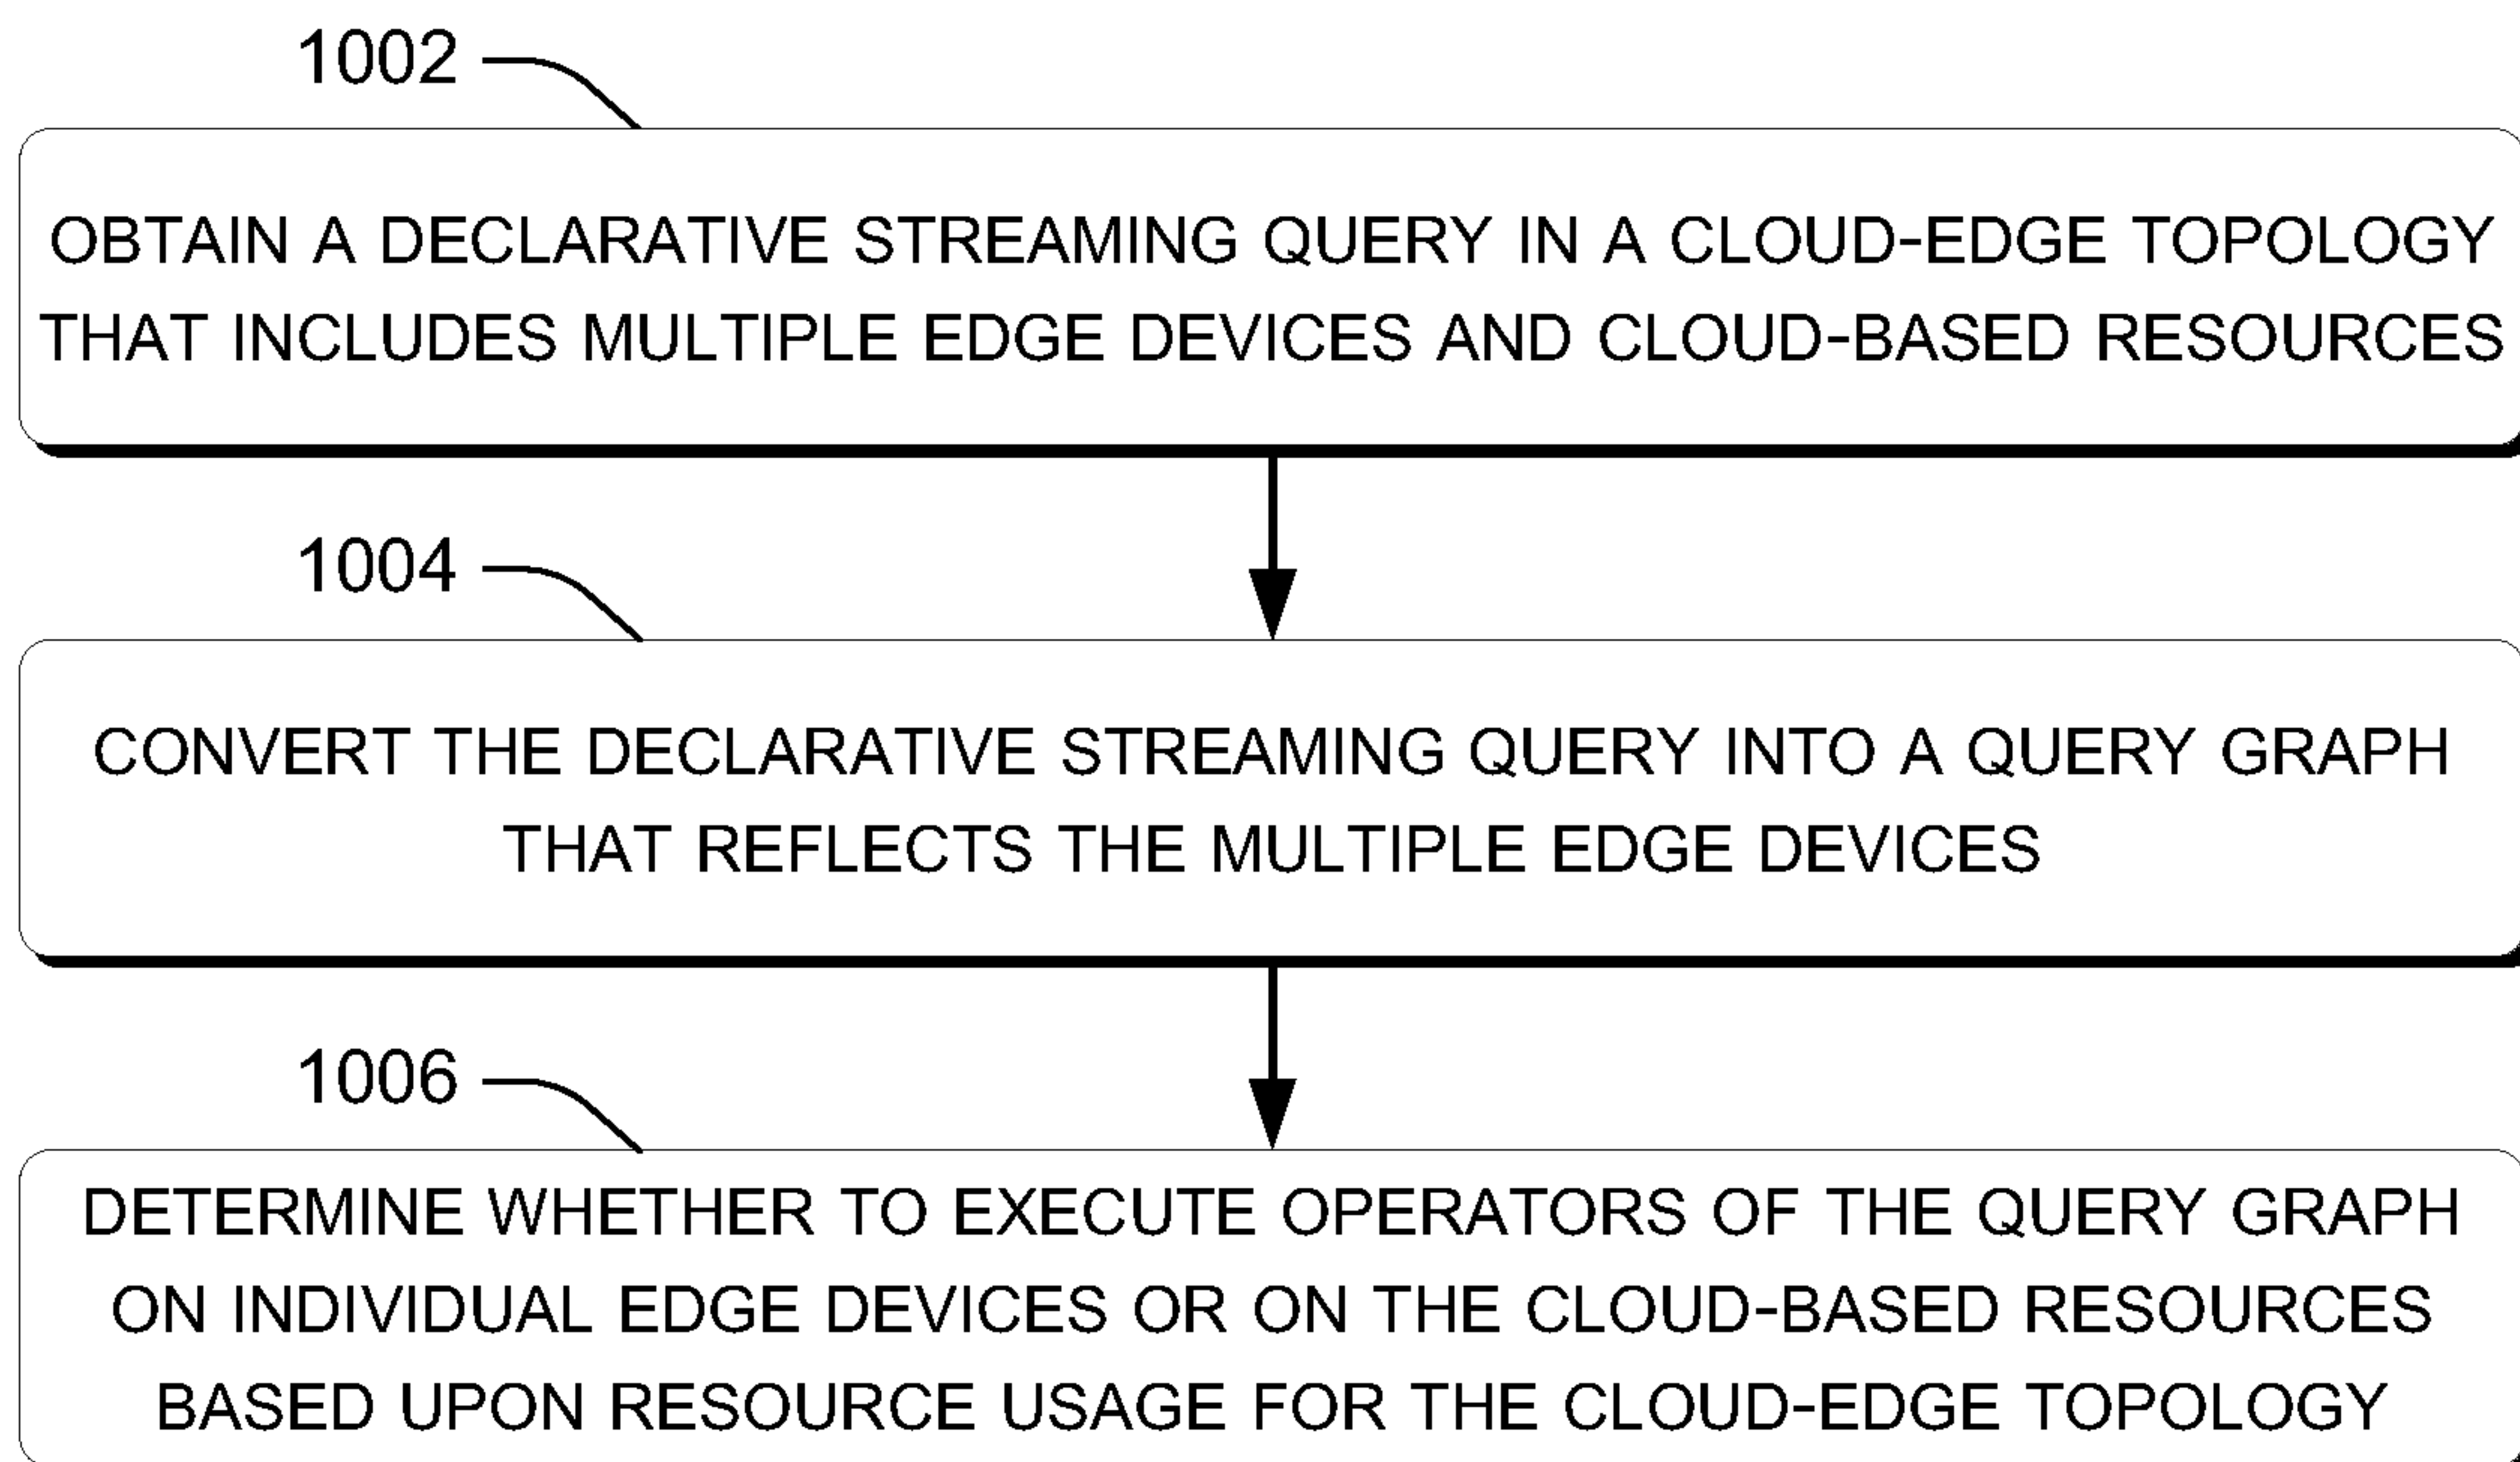 1002
OBTAIN A DECLARATIVE STREAMING QUERY IN A CLOUD-EDGE TOPOLOGY
THAT INCLUDES MULTIPLE EDGE DEVICES AND CLOUD-BASED RESOURCES
1004
CONVERT THE DECLARATIVE STREAMING QUERY INTO A QUERY GRAPH
THAT REFLECTS THE MULTIPLE EDGE DEVICES
1006
DETERMINE WHETHER TO EXECUTE OPERATORS OF THE QUERY GRAPH
ON INDIVIDUAL EDGE DEVICES OR ON THE CLOUD-BASED RESOURCES
BASED UPON RESOURCE USAGE FOR THE CLOUD-EDGE TOPOLOGY